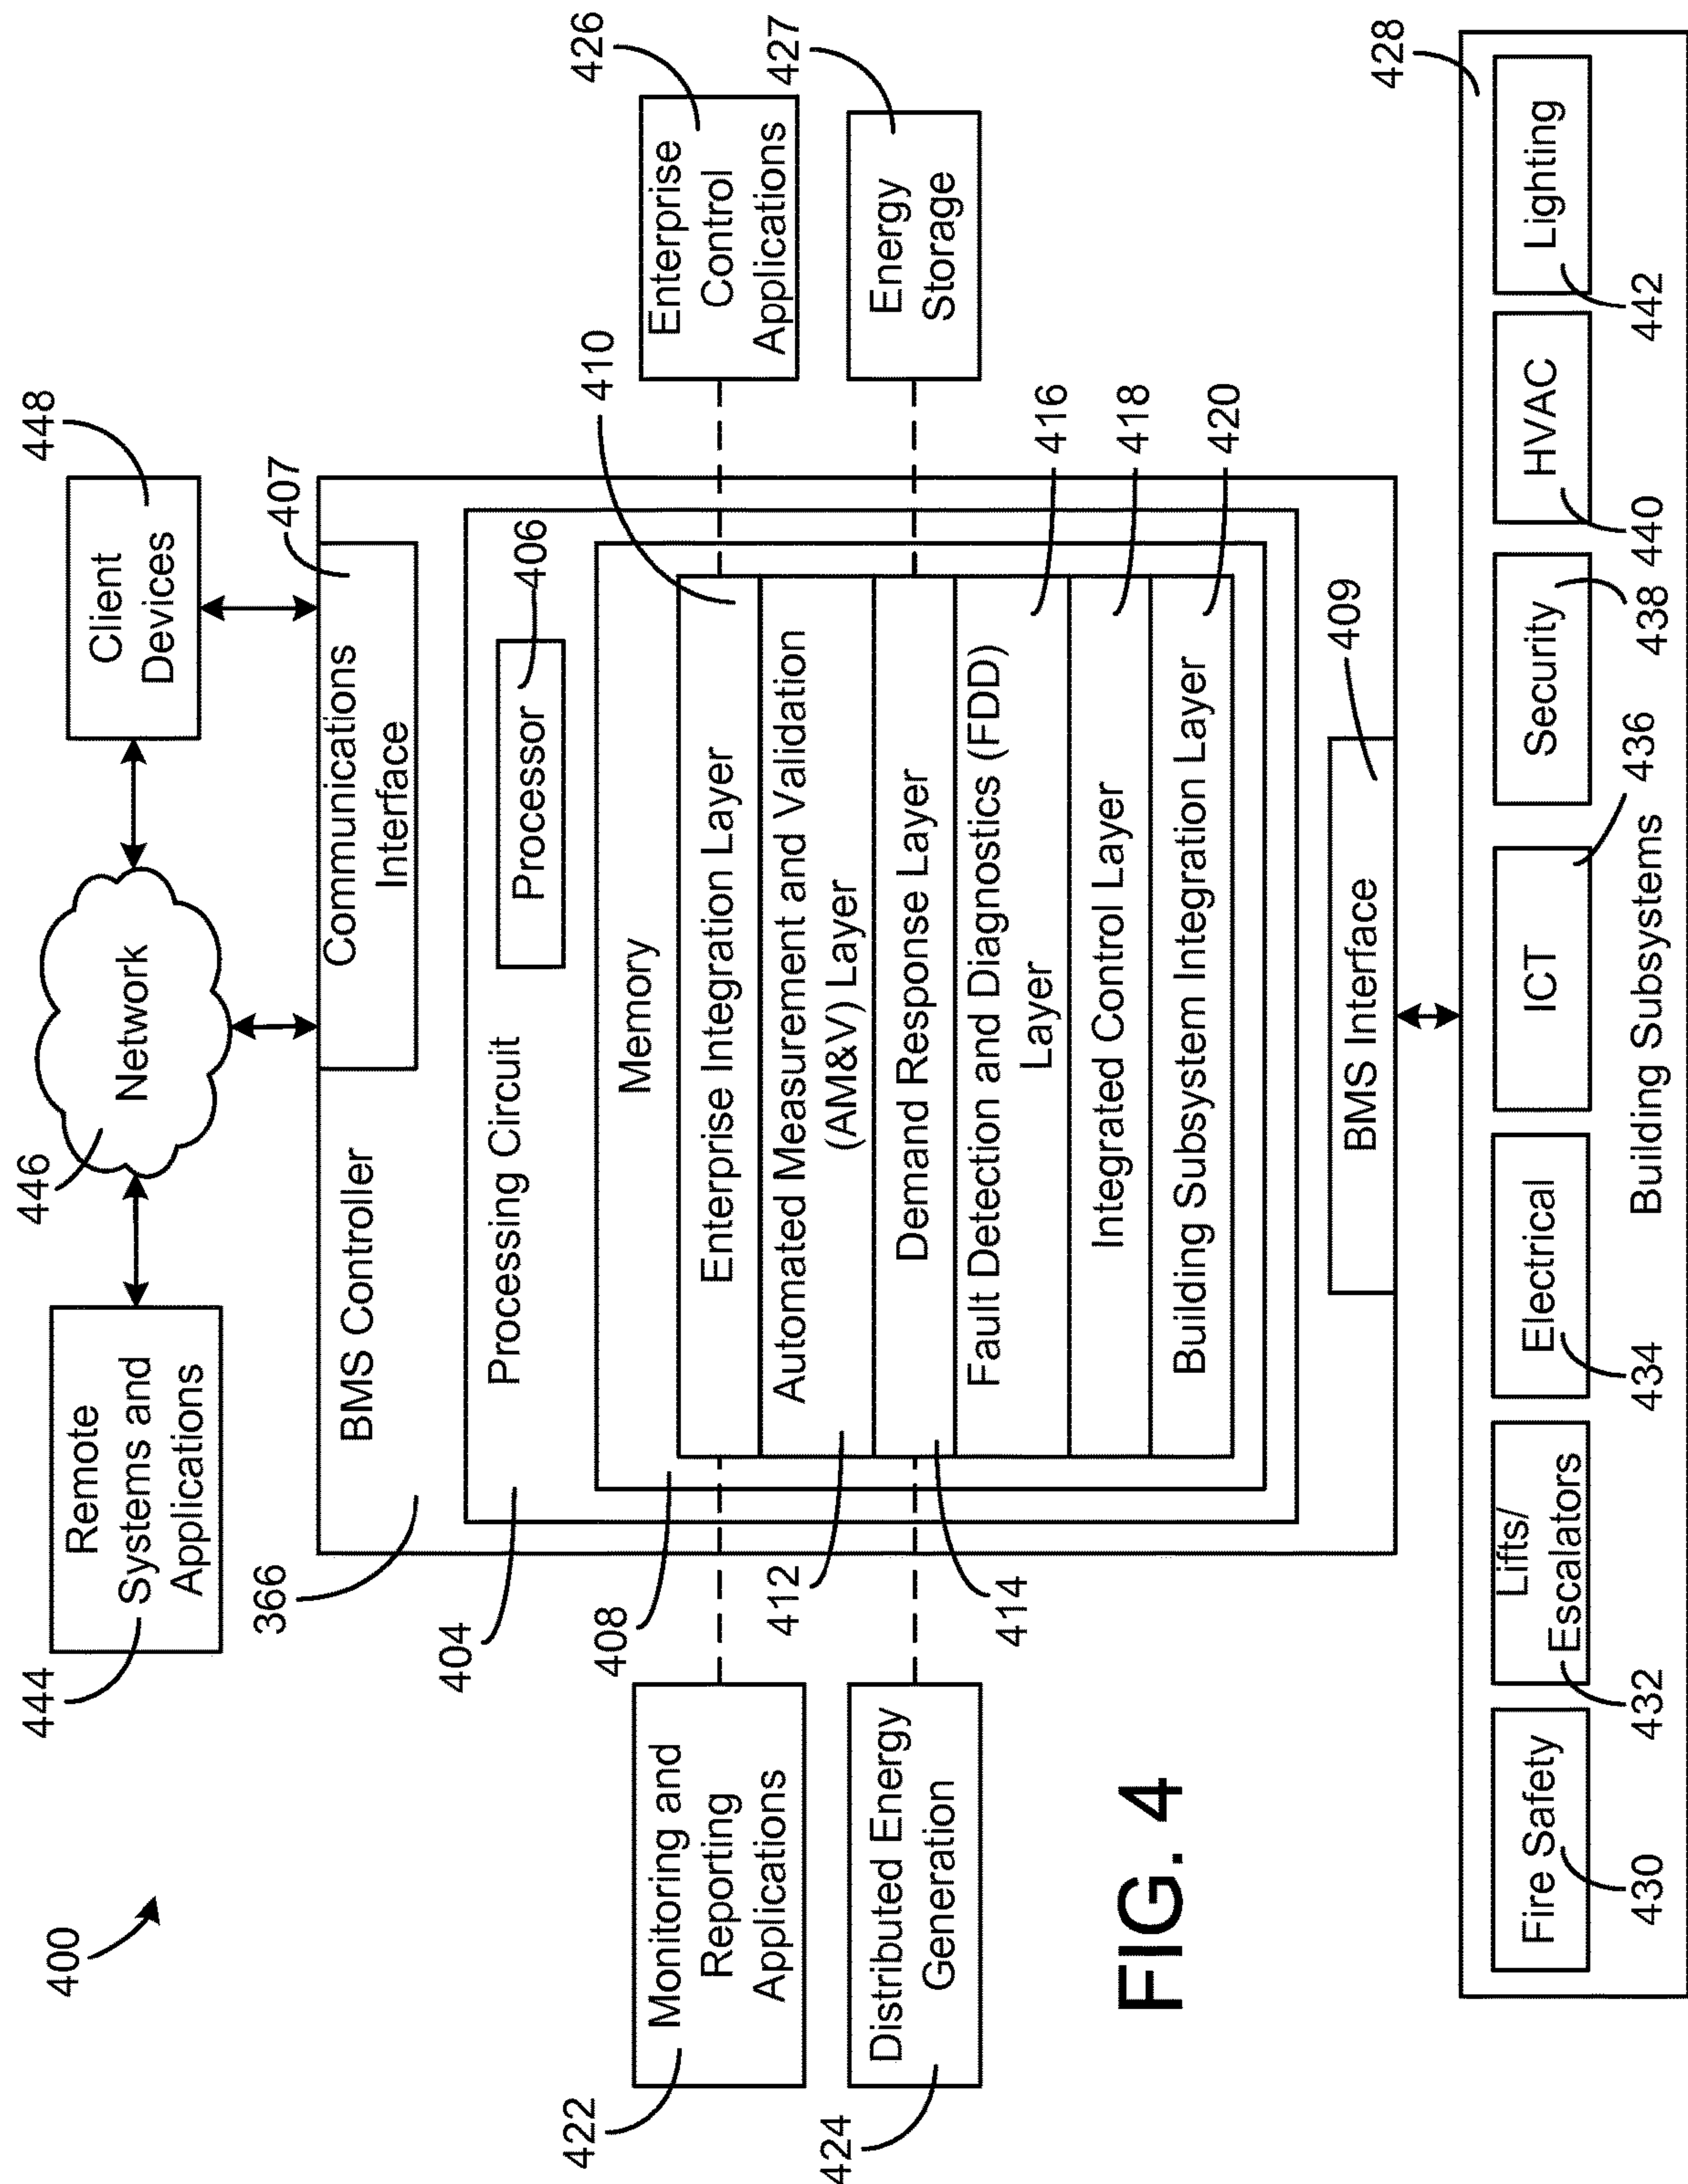 400
444
Remote
Systems and
Applications
446
Network
448
Client
Devices
366
BMS Controller
Communications
Interface
407
404
Processing Circuit
Processor
406
408
Memory
410
Enterprise Integration Layer
412
Automated Measurement and Validation
(AM&V) Layer
414
Demand Response Layer
Fault Detection and Diagnostics (FDD)
Layer
416
Integrated Control Layer
418
Building Subsystem Integration Layer
420
422
Monitoring and
Reporting
Applications
424
Distributed Energy
Generation
426
Enterprise
Control
Applications
427
Energy
Storage
BMS Interface
409
FIG. 4
428
Fire Safety
Lifts/
Escalators
Electrical
ICT
Security
HVAC
Lighting
430
432
434
Building Subsystems
436
438
440
442